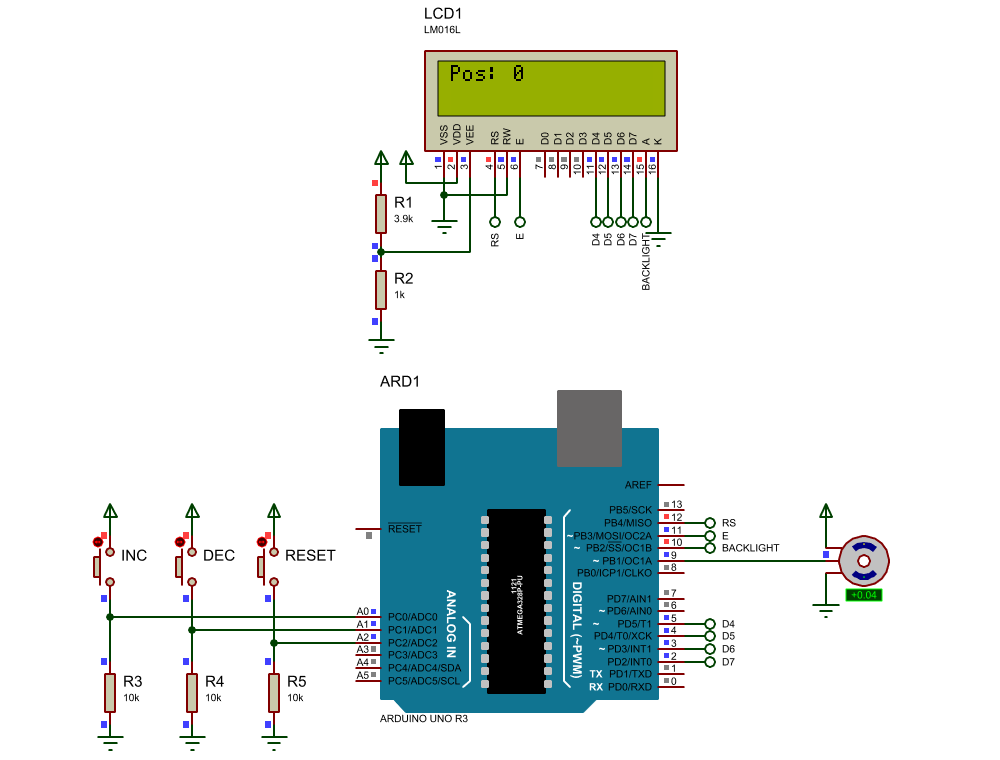 LCD1
LM016L
Pos: 0
VSS
VDD
VEE
RS
RW
E
D0
D1
D2
D3
D4
D5
D6
D7
A
K
1
2
3
4
5
6
7
8
9
10
11
12
13
14
15
16
R1
3.9k
RS
E
D4
D5
D6
D7
BACKLIGHT
R2
1k
ARD1
AREF
PB5/SCK 13
PB4/MISO 12 RS
~PB3/MOSI/OC2A 11 E
~ PB2/SS/OC1B 10 BACKLIGHT
~ PB1/OC1A 9
PB0/ICP1/CLKO 8
RESET
1121
ATMEGA328P-PU
ANALOG IN
DIGITAL (~PWM)
PD7/AIN1 7
~ PD6/AIN0 6
~ PD5/T1 5 D4
PD4/T0/XCK 4 D5
~ PD3/INT1 3 D6
PD2/INT0 2 D7
TX PD1/TXD 1
RX PD0/RXD 0
A0 PC0/ADC0
A1 PC1/ADC1
A2 PC2/ADC2
A3 PC3/ADC3
A4 PC4/ADC4/SDA
A5 PC5/ADC5/SCL
ARDUINO UNO R3
+0.04
INC
DEC
RESET
R3
10k
R4
10k
R5
10k